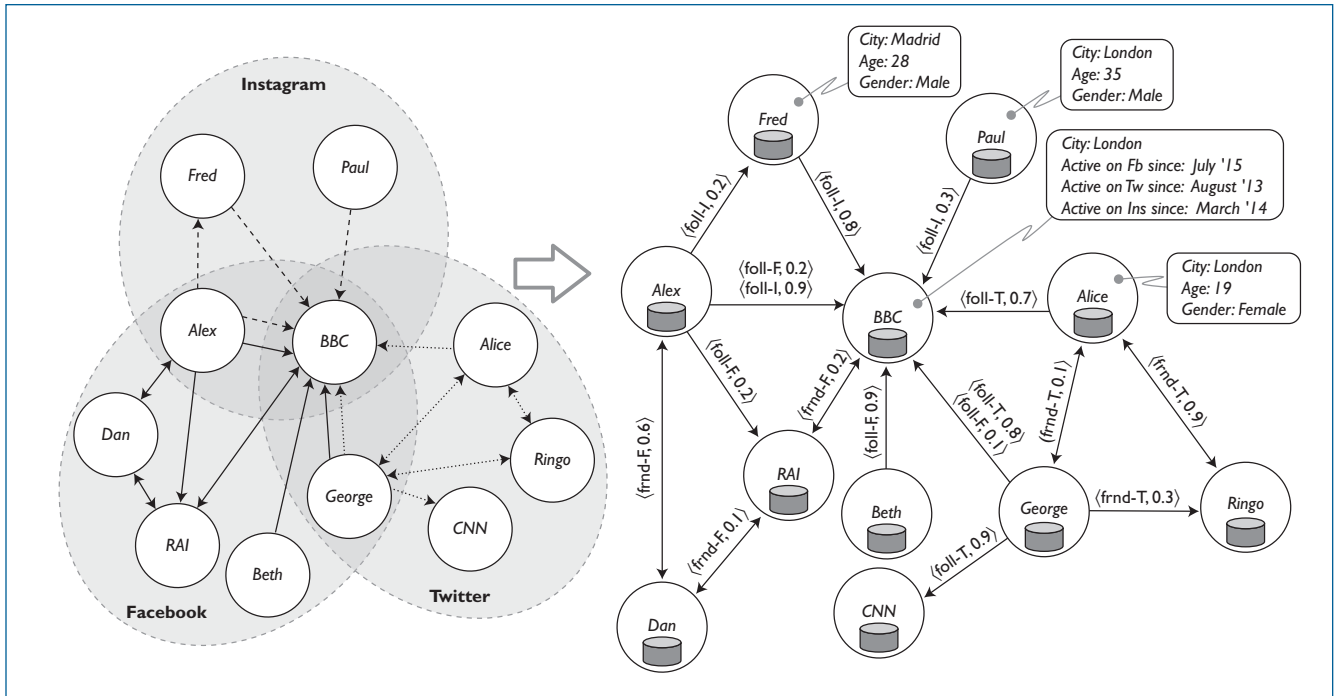 Instagram
Fred
Paul
Alex
BBC
Alice
Dan
Ringo
George
RAI
CNN
Beth
Facebook
Twitter
City: Madrid
Age: 28
Gender: Male
City: London
Age: 35
Gender: Male
City: London
Active on Fb since: July '15
Active on Tw since: August '13
Active on Ins since: March '14
City: London
Age: 19
Gender: Female
Fred
Paul
⟨foll-I, 0.2⟩
⟨foll-I, 0.8⟩
⟨foll-I, 0.3⟩
Alex
⟨foll-F, 0.2⟩
⟨foll-I, 0.9⟩
BBC
⟨foll-T, 0.7⟩
Alice
⟨foll-F, 0.2⟩
⟨frnd-F, 0.2⟩
⟨foll-F, 0.9⟩
⟨foll-T, 0.8⟩
⟨foll-F, 0.1⟩
⟨frnd-T, 0.1⟩
⟨frnd-T, 0.9⟩
⟨frnd-F, 0.6⟩
RAI
Beth
George
⟨frnd-T, 0.3⟩
Ringo
⟨frnd-F, 0.1⟩
⟨foll-T, 0.9⟩
Dan
CNN